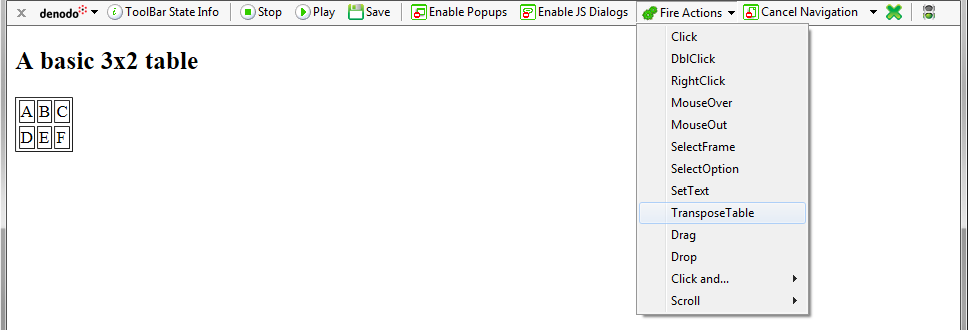 x denodo ToolBar State Info Stop Play Save Enable Popups Enable JS Dialogs Fire Actions Cancel Navigation
Click
A basic 3x2 table
DblClick
RightClick
MouseOver
A B C
MouseOut
D E F
SelectFrame
SelectOption
SetText
TransposeTable
Drag
Drop
Click and...
Scroll